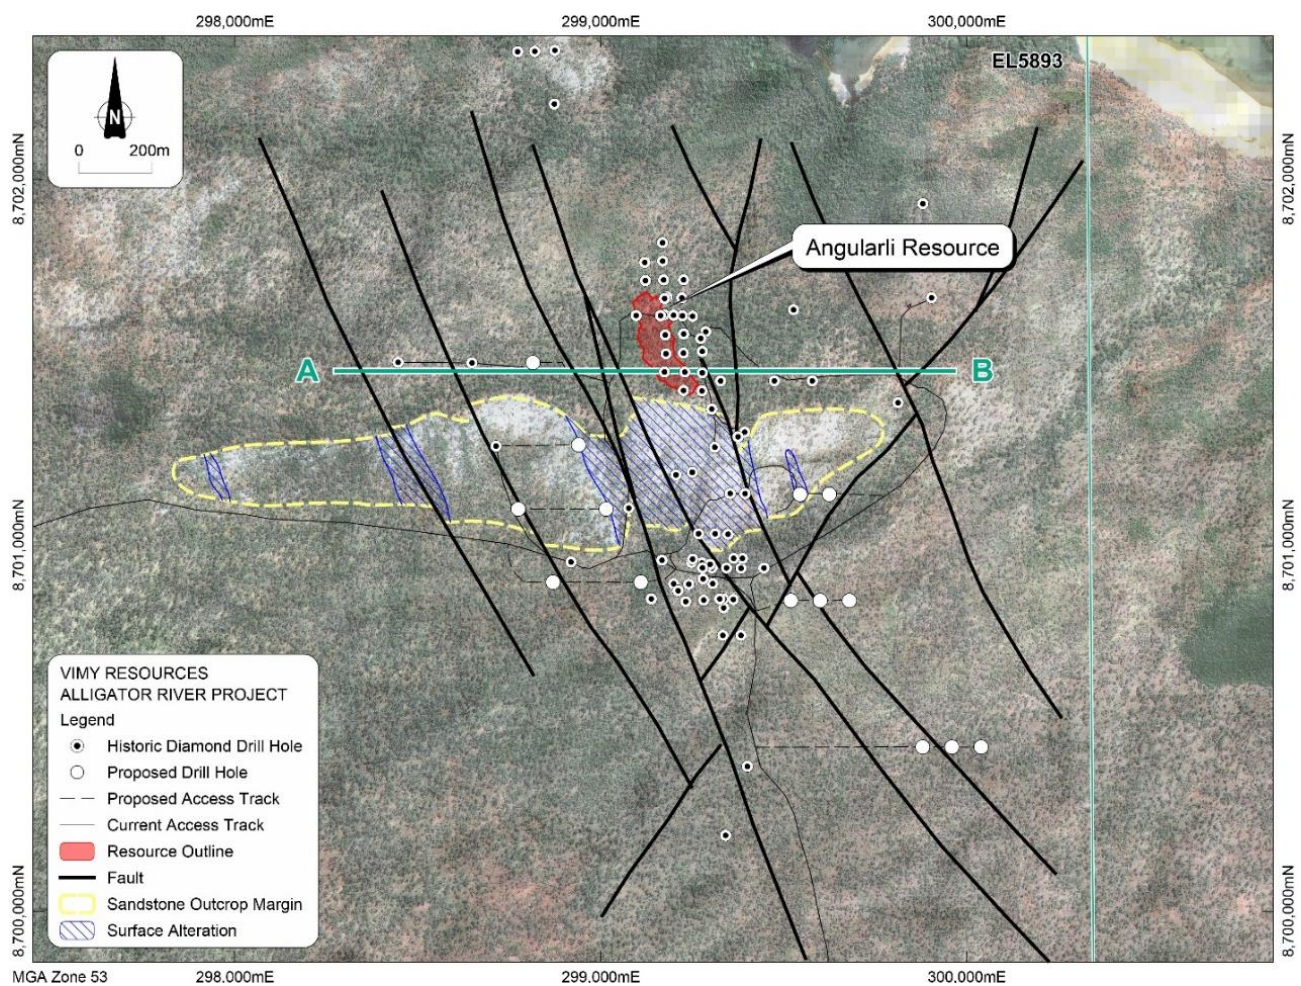 298,000mE
299,000mE
300,000mE
EL5893
N
0
200m
8,702,000mN
8,702,000mN
Angularli Resource
A
B
8,701,000mN
8,701,000mN
VIMY RESOURCES
ALLIGATOR RIVER PROJECT
Legend
Historic Diamond Drill Hole
Proposed Drill Hole
Proposed Access Track
Current Access Track
Resource Outline
Fault
Sandstone Outcrop Margin
Surface Alteration
8,700,000mN
8,700,000mN
MGA Zone 53
298,000mE
299,000mE
300,000mE